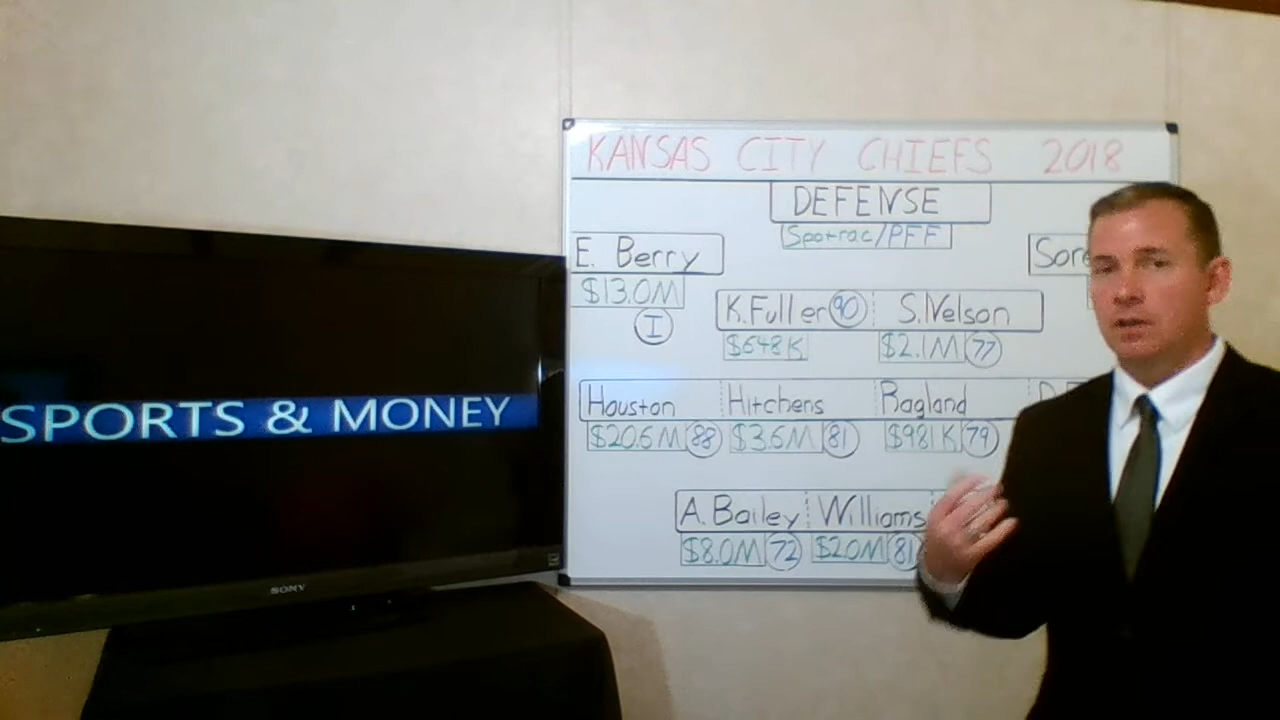 KANSAS CITY CHIEFS 2018
DEFENSE
Spotrac/PFF
E. Berry
$13.0M
I
K.Fuller 90 S.Nelson
$648K $2.1M 77
Houston Hitchens Ragland
$20.6M 88 $3.6M 81 $981K 79
A.Bailey Williams
$8.0M 72 $2.0M 81
SPORTS & MONEY
SONY